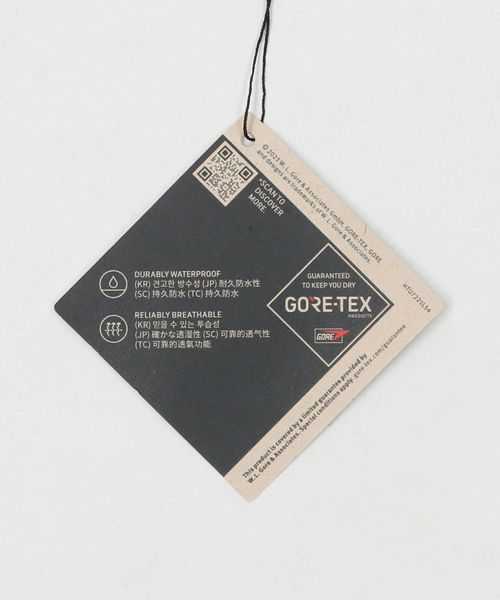 © 2023 W. L. Gore & Associates GmbH. GORE-TEX, GORE
and designs are trademarks of W. L. Gore & Associates.
*SCAN TO
DISCOVER
MORE.
GUARANTEED
TO KEEP YOU DRY
GORE-TEX
PRODUCTS
GORE
HTU7221LS6
DURABLY WATERPROOF
(KR) 견고한 방수성 (JP) 耐久防水性
(SC) 持久防水 (TC) 持久防水
RELIABLY BREATHABLE
(KR) 믿을 수 있는 투습성
(JP) 確かな透湿性 (SC) 可靠的透气性
(TC) 可靠的透氣功能
This product is covered by a limited guarantee provided by
W. L. Gore & Associates. Special conditions apply. gore-tex.com/guarantee